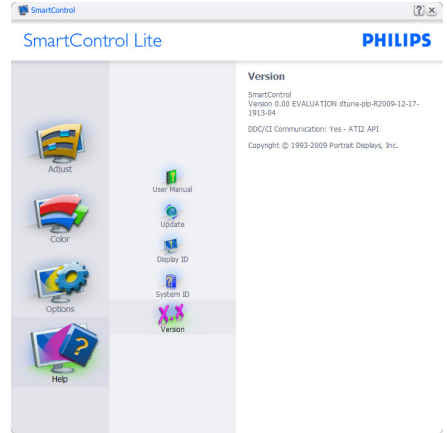 SmartControl
SmartControl Lite
PHILIPS
Adjust
Color
Options
Help
User Manual
Update
Display ID
System ID
X.X
Version
Version
SmartControl
Version 0.00 EVALUATION dtune-plp-R2009-12-17-
1913-04
DDC/CI Communication: Yes - ATI2 API
Copyright © 1993-2009 Portrait Displays, Inc.